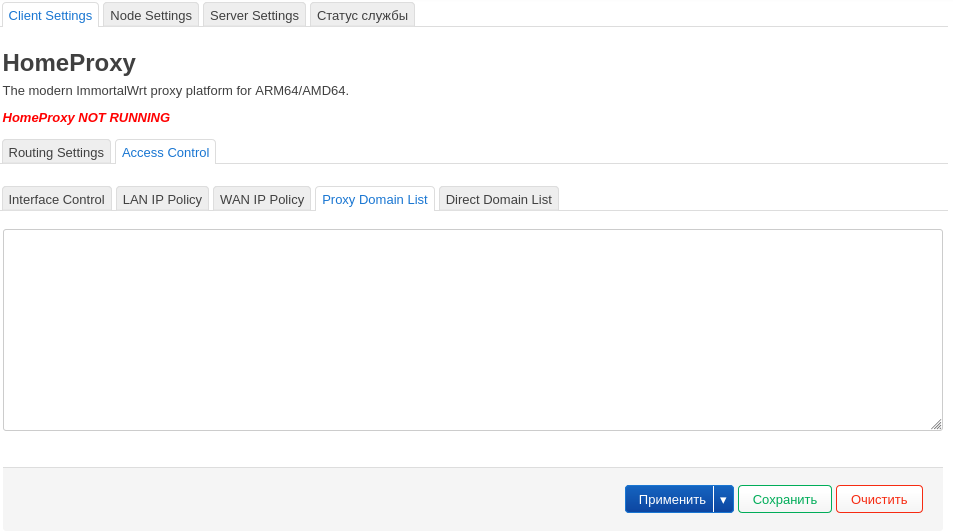 Client Settings Node Settings Server Settings Статус службы
HomeProxy
The modern ImmortalWrt proxy platform for ARM64/AMD64.
HomeProxy NOT RUNNING
Routing Settings Access Control
Interface Control LAN IP Policy WAN IP Policy Proxy Domain List Direct Domain List
Применить ▾ Сохранить Очистить